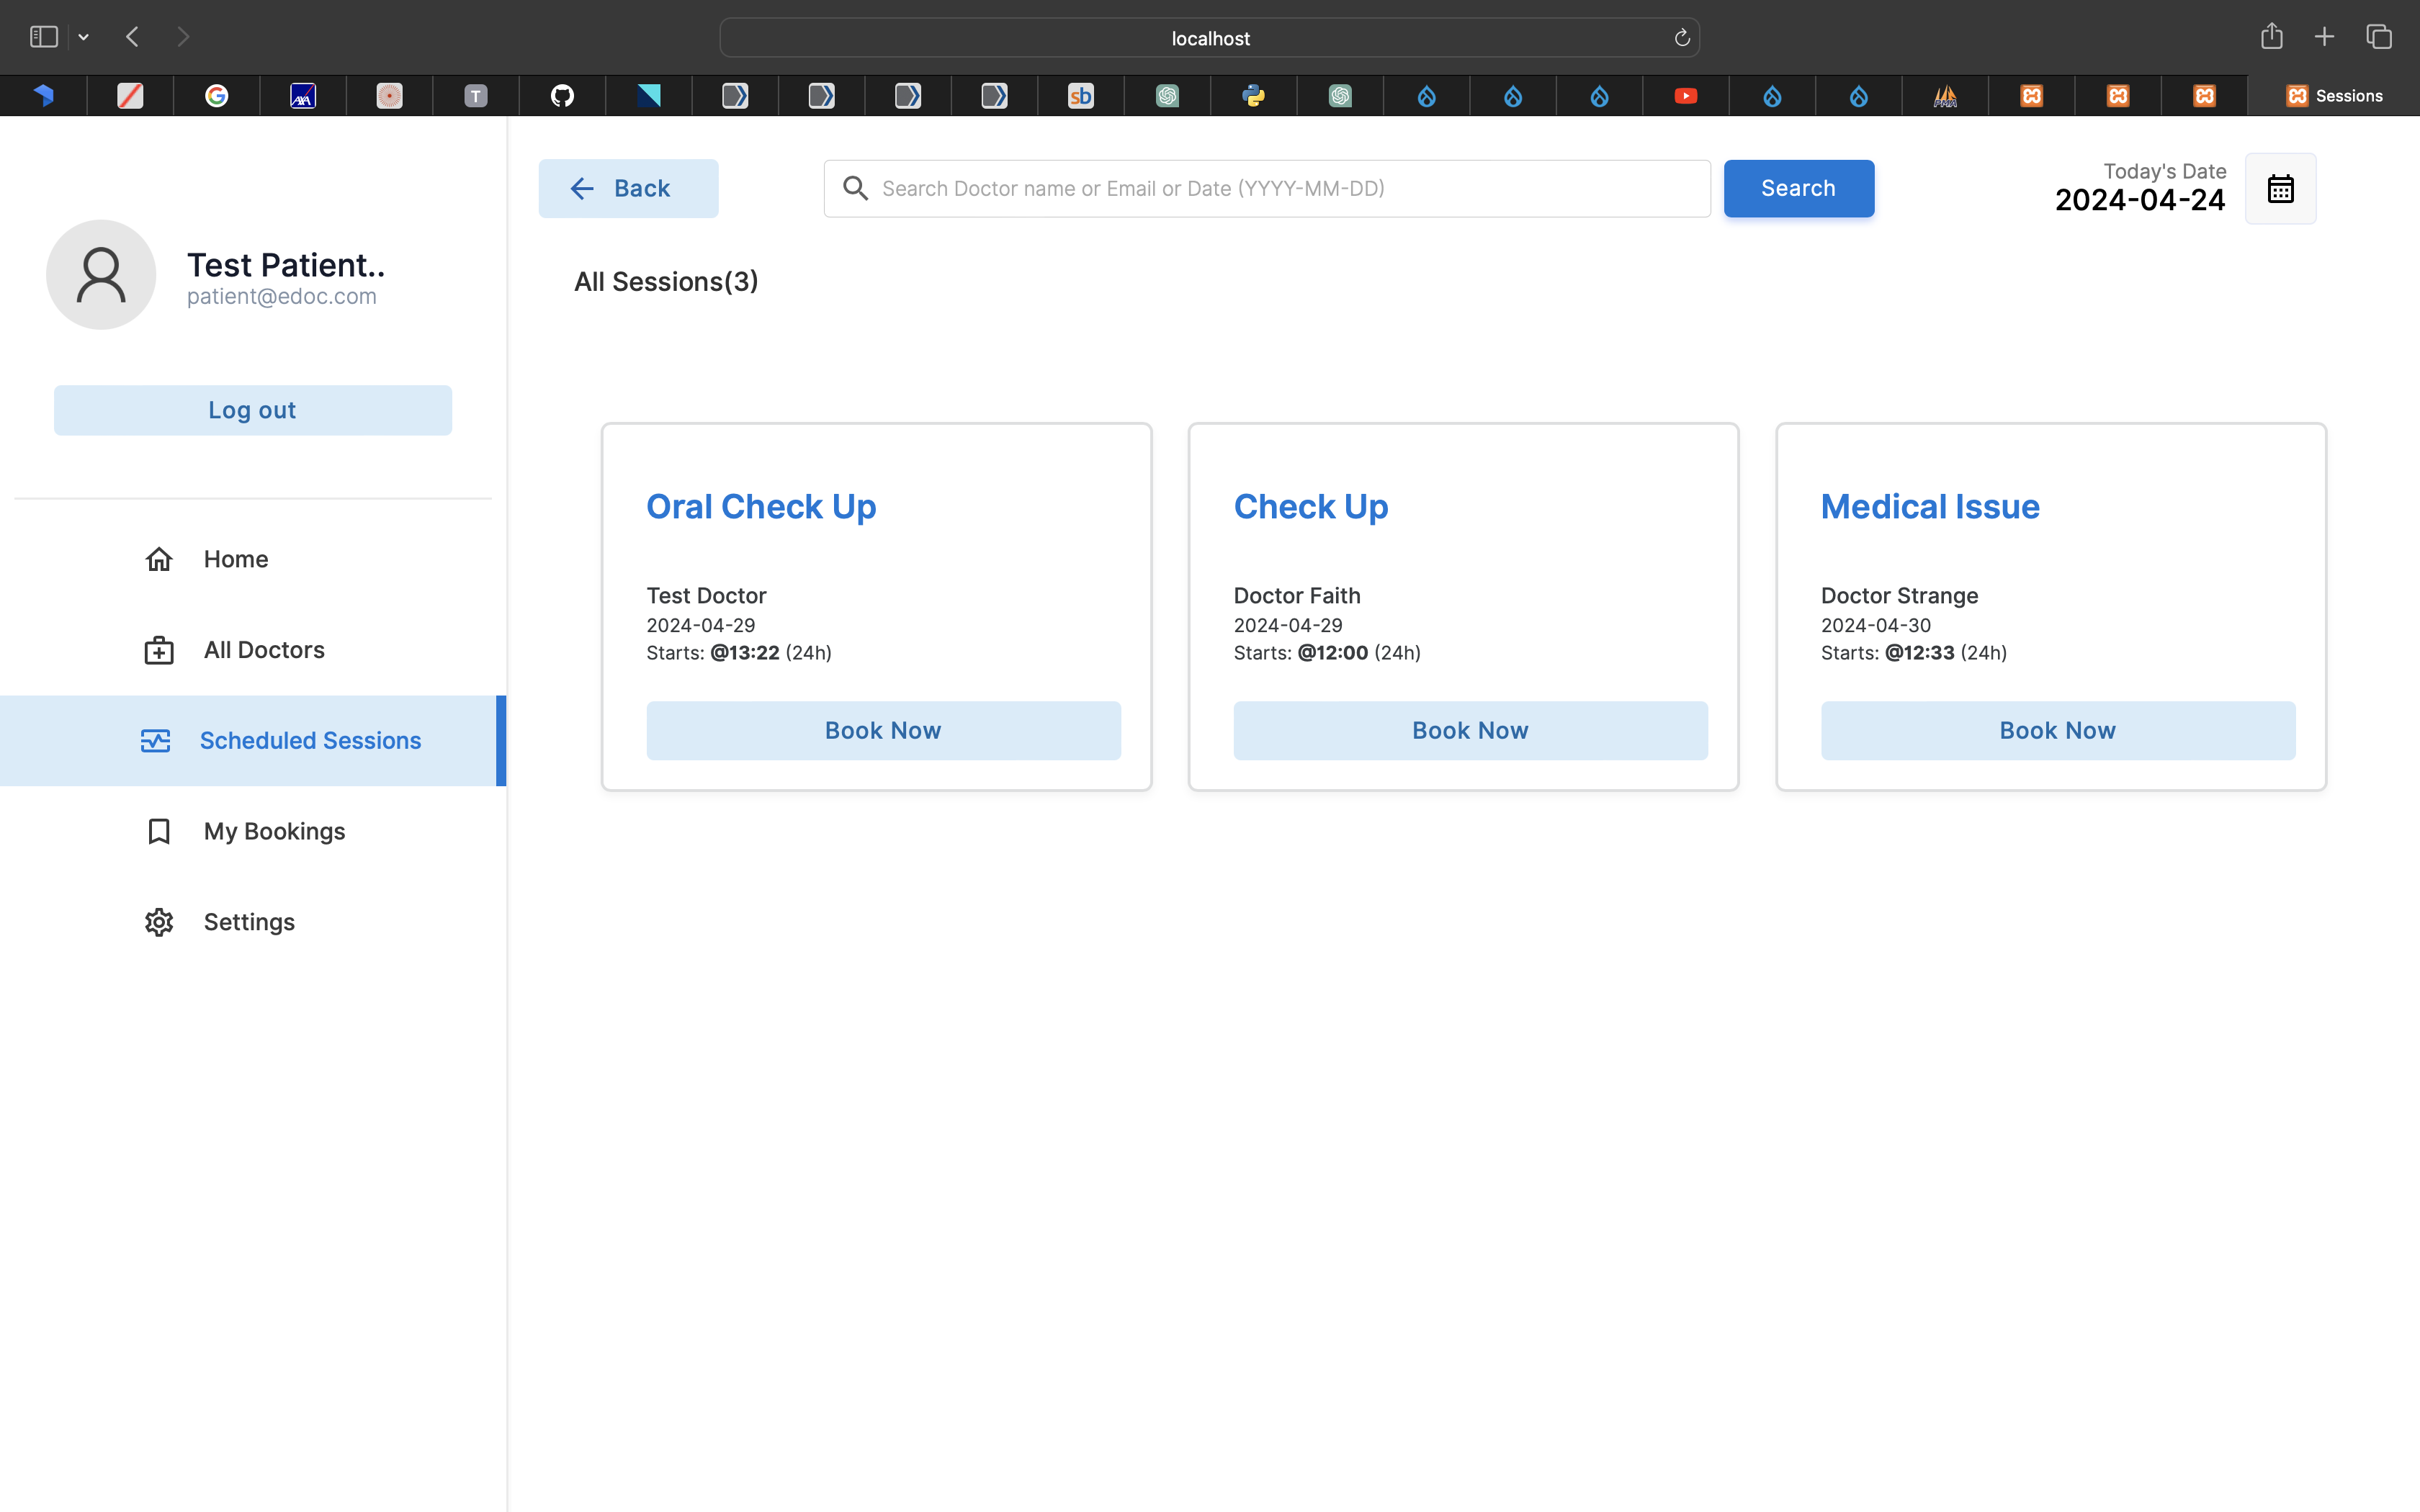 localhost
AXA
T
sb
PMA
Sessions
Back
Search Doctor name or Email or Date (YYYY-MM-DD)
Search
Today's Date
2024-04-24
Test Patient..
patient@edoc.com
Log out
Home
All Doctors
Scheduled Sessions
My Bookings
Settings
All Sessions(3)
Oral Check Up
Test Doctor
2024-04-29
Starts: @13:22 (24h)
Book Now
Check Up
Doctor Faith
2024-04-29
Starts: @12:00 (24h)
Book Now
Medical Issue
Doctor Strange
2024-04-30
Starts: @12:33 (24h)
Book Now